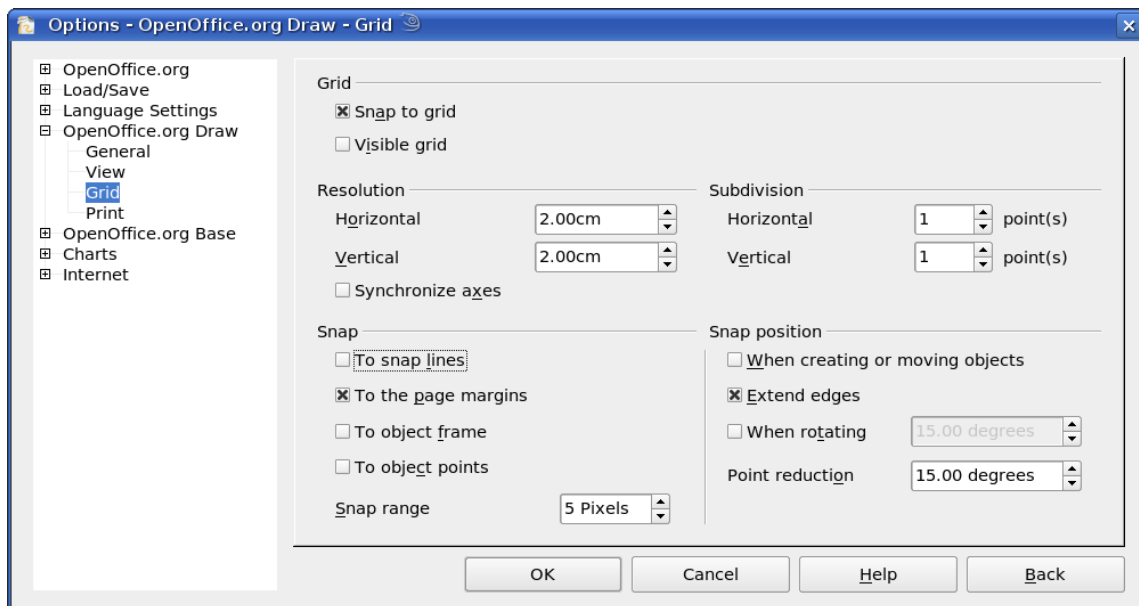 Options - OpenOffice.org Draw - Grid
OpenOffice.org
Load/Save
Language Settings
OpenOffice.org Draw
General
View
Grid
Print
OpenOffice.org Base
Charts
Internet
Grid
Snap to grid
Visible grid
Resolution
Horizontal 2.00cm
Vertical 2.00cm
Synchronize axes
Subdivision
Horizontal 1 point(s)
Vertical 1 point(s)
Snap
To snap lines
To the page margins
To object frame
To object points
Snap range 5 Pixels
Snap position
When creating or moving objects
Extend edges
When rotating 15.00 degrees
Point reduction 15.00 degrees
OK Cancel Help Back